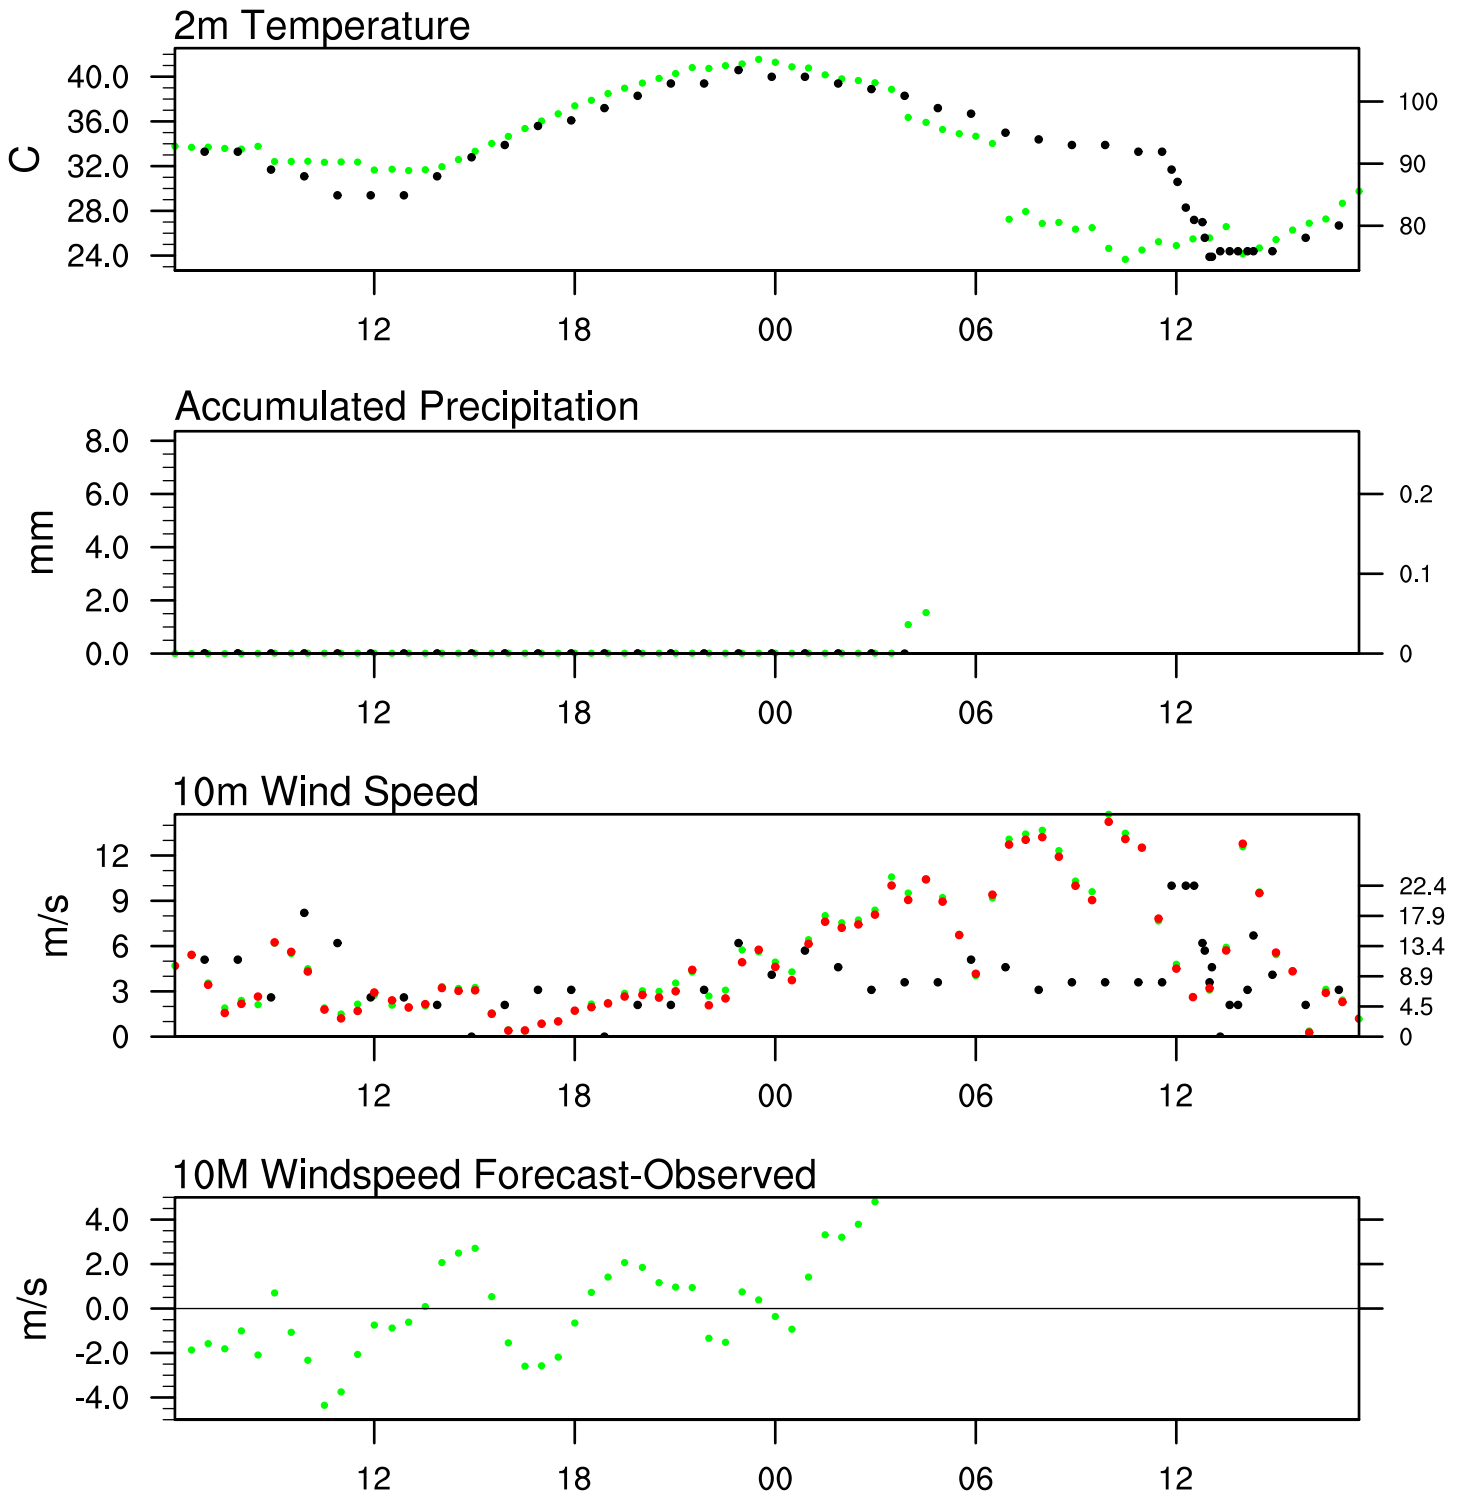 2m Temperature
40.0
36.0
32.0
28.0
24.0
C
100
90
80
12 18 00 06 12
Accumulated Precipitation
8.0
6.0
4.0
2.0
0.0
mm
0.2
0.1
0
12 18 00 06 12
10m Wind Speed
12
9
6
3
0
m/s
22.4
17.9
13.4
8.9
4.5
0
12 18 00 06 12
10M Windspeed Forecast-Observed
4.0
2.0
0.0
-2.0
-4.0
m/s
12 18 00 06 12